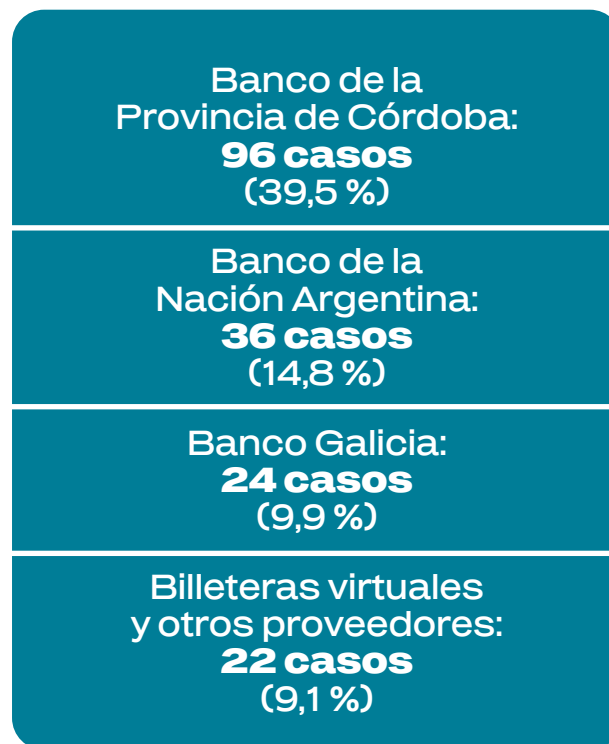 Banco de la
Provincia de Córdoba:
96 casos
(39,5 %)
Banco de la
Nación Argentina:
36 casos
(14,8 %)
Banco Galicia:
24 casos
(9,9 %)
Billeteras virtuales
y otros proveedores:
22 casos
(9,1 %)